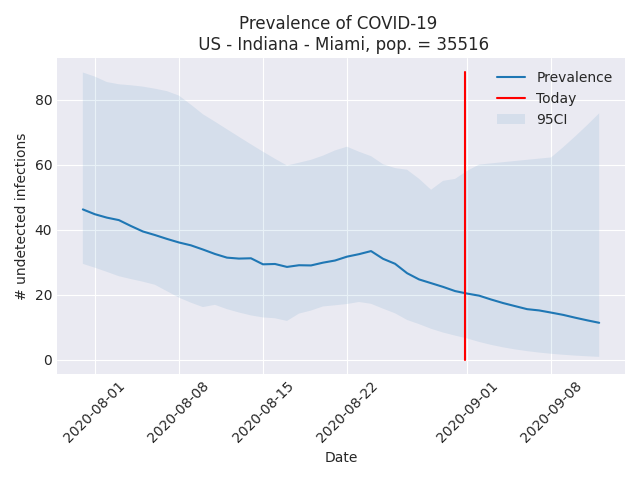 Prevalence of COVID-19
US - Indiana - Miami, pop. = 35516
Prevalence
Today
95CI
# undetected infections
80
60
40
20
0
2020-08-01
2020-08-08
2020-08-15
2020-08-22
2020-09-01
2020-09-08
Date